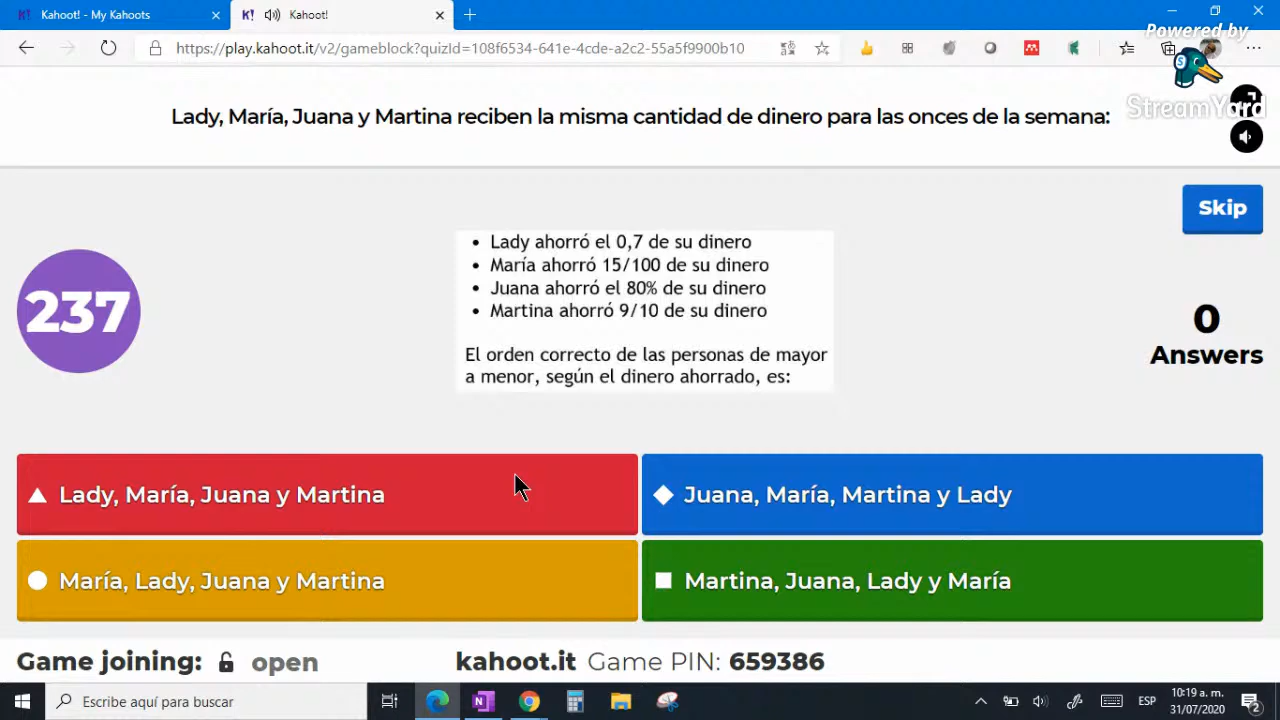 Kahoot! - My Kahoots
Kahoot!
https://play.kahoot.it/v2/gameblock?quizId=108f6534-641e-4cde-a2c2-55a5f9900b10
Powered by
StreamYard
Lady, María, Juana y Martina reciben la misma cantidad de dinero para las onces de la semana:
Skip
• Lady ahorró el 0,7 de su dinero
• María ahorró 15/100 de su dinero
• Juana ahorró el 80% de su dinero
• Martina ahorró 9/10 de su dinero
El orden correcto de las personas de mayor
a menor, según el dinero ahorrado, es:
237
0
Answers
Lady, María, Juana y Martina
Juana, María, Martina y Lady
María, Lady, Juana y Martina
Martina, Juana, Lady y María
Game joining: open
kahoot.it Game PIN: 659386
Escribe aquí para buscar
ESP
10:19 a. m.
31/07/2020
2